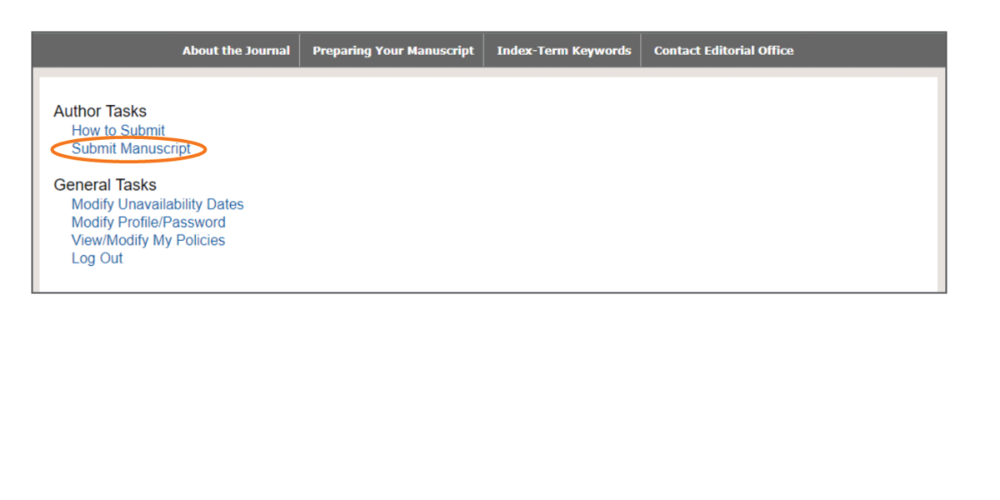 About the Journal Preparing Your Manuscript Index-Term Keywords Contact Editorial Office
Author Tasks
How to Submit
Submit Manuscript
General Tasks
Modify Unavailability Dates
Modify Profile/Password
View/Modify My Policies
Log Out